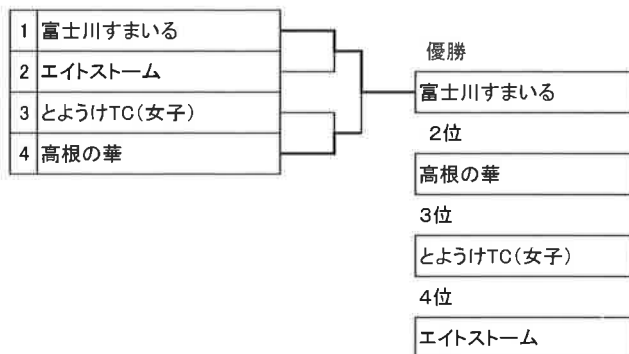 1 富士川すまいる
2 エイトストーム
3 とようけTC(女子)
4 高根の華
優勝
富士川すまいる
2位
高根の華
3位
とようけTC(女子)
4位
エイトストーム